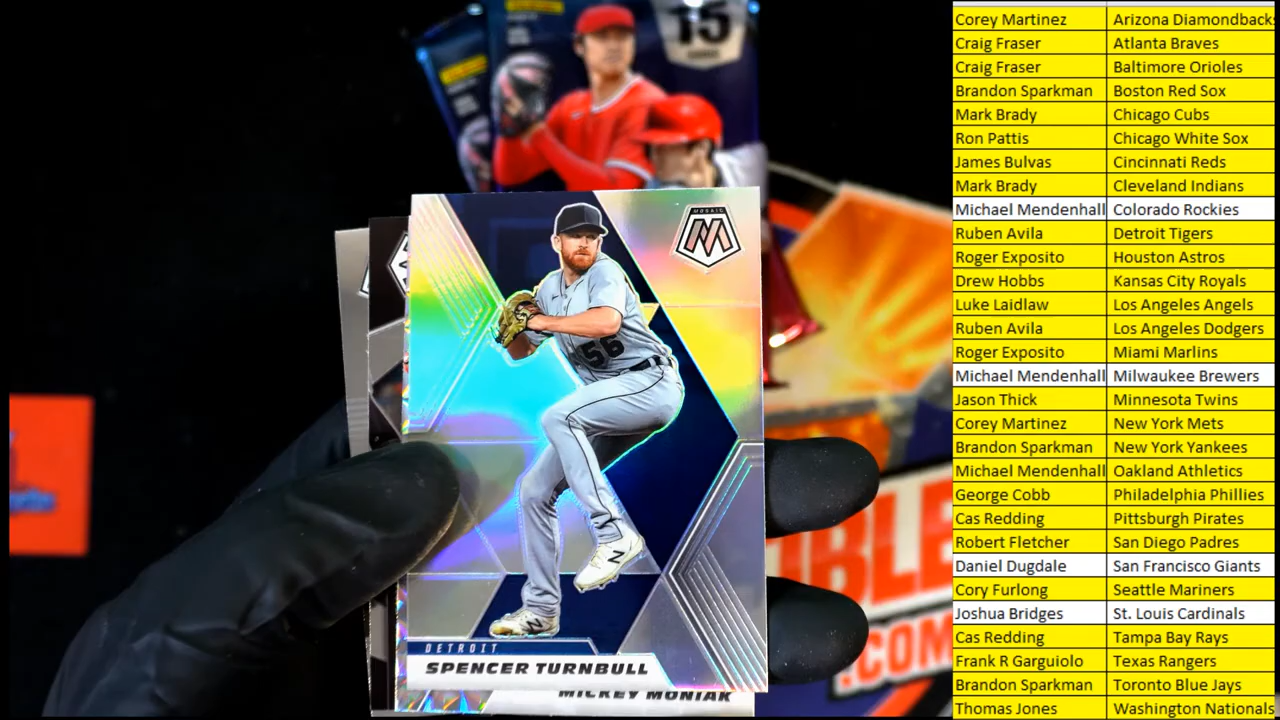 15
MOSAIC
56
DETROIT
SPENCER TURNBULL
MICKEY MONIAK
.COM
Corey Martinez Arizona Diamondback
Craig Fraser Atlanta Braves
Craig Fraser Baltimore Orioles
Brandon Sparkman Boston Red Sox
Mark Brady Chicago Cubs
Ron Pattis Chicago White Sox
James Bulvas Cincinnati Reds
Mark Brady Cleveland Indians
Michael Mendenhall Colorado Rockies
Ruben Avila Detroit Tigers
Roger Exposito Houston Astros
Drew Hobbs Kansas City Royals
Luke Laidlaw Los Angeles Angels
Ruben Avila Los Angeles Dodgers
Roger Exposito Miami Marlins
Michael Mendenhall Milwaukee Brewers
Jason Thick Minnesota Twins
Corey Martinez New York Mets
Brandon Sparkman New York Yankees
Michael Mendenhall Oakland Athletics
George Cobb Philadelphia Phillies
Cas Redding Pittsburgh Pirates
Robert Fletcher San Diego Padres
Daniel Dugdale San Francisco Giants
Cory Furlong Seattle Mariners
Joshua Bridges St. Louis Cardinals
Cas Redding Tampa Bay Rays
Frank R Garguiolo Texas Rangers
Brandon Sparkman Toronto Blue Jays
Thomas Jones Washington Nationals